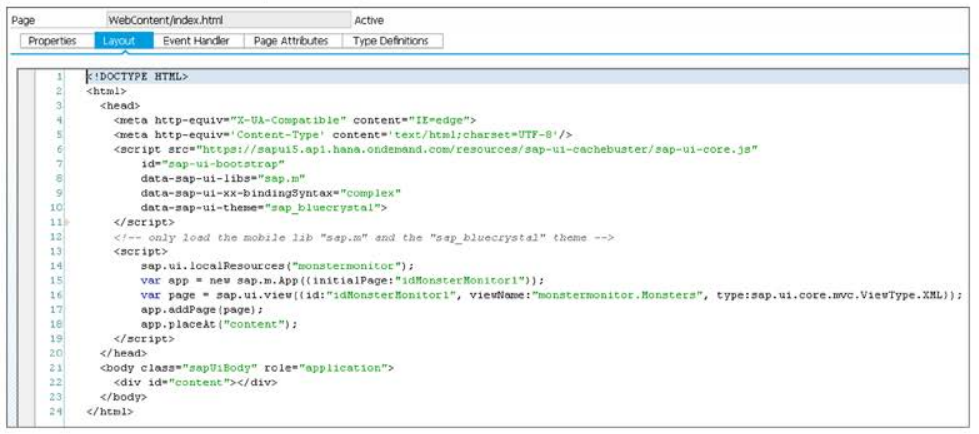 Page WebContent/index.html Active
Properties Layout Event Handler Page Attributes Type Definitions
1 <!DOCTYPE HTML>
2 <html>
3 <head>
4 <meta http-equiv="X-UA-Compatible" content="IE=edge">
5 <meta http-equiv='Content-Type' content='text/html;charset=UTF-8'/>
6 <script src="https://sapui5.ap1.hana.ondemand.com/resources/sap-ui-cachebuster/sap-ui-core.js"
7 id="sap-ui-bootstrap"
8 data-sap-ui-libs="sap.m"
9 data-sap-ui-xx-bindingSyntax="complex"
10 data-sap-ui-theme="sap_bluecrystal">
11 </script>
12 <!-- only load the mobile lib "sap.m" and the "sap_bluecrystal" theme -->
13 <script>
14 sap.ui.localResources("monstermonitor");
15 var app = new sap.m.App({initialPage:"idMonsterMonitor1"});
16 var page = sap.ui.view({id:"idMonsterMonitor1", viewName:"monstermonitor.Monsters", type:sap.ui.core.mvc.ViewType.XML});
17 app.addPage(page);
18 app.placeAt("content");
19 </script>
20 </head>
21 <body class="sapUiBody" role="application">
22 <div id="content"></div>
23 </body>
24 </html>